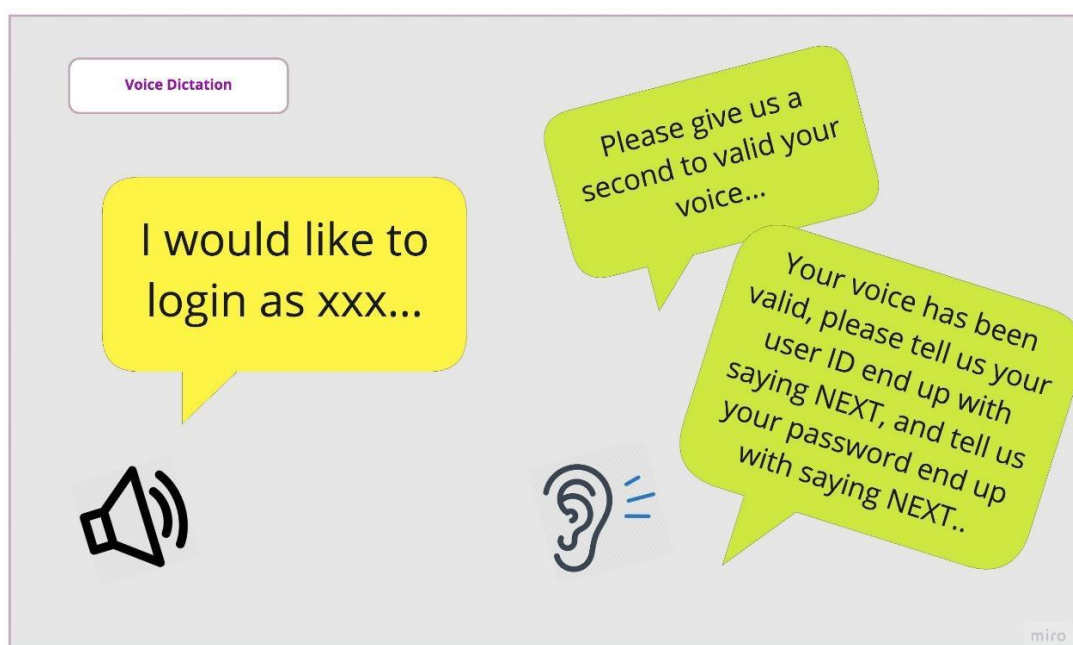 Voice Dictation
I would like to
login as xxx...
Please give us a
second to valid your
voice...
Your voice has been
valid, please tell us your
user ID end up with
saying NEXT, and tell us
your password end up
with saying NEXT..
miro